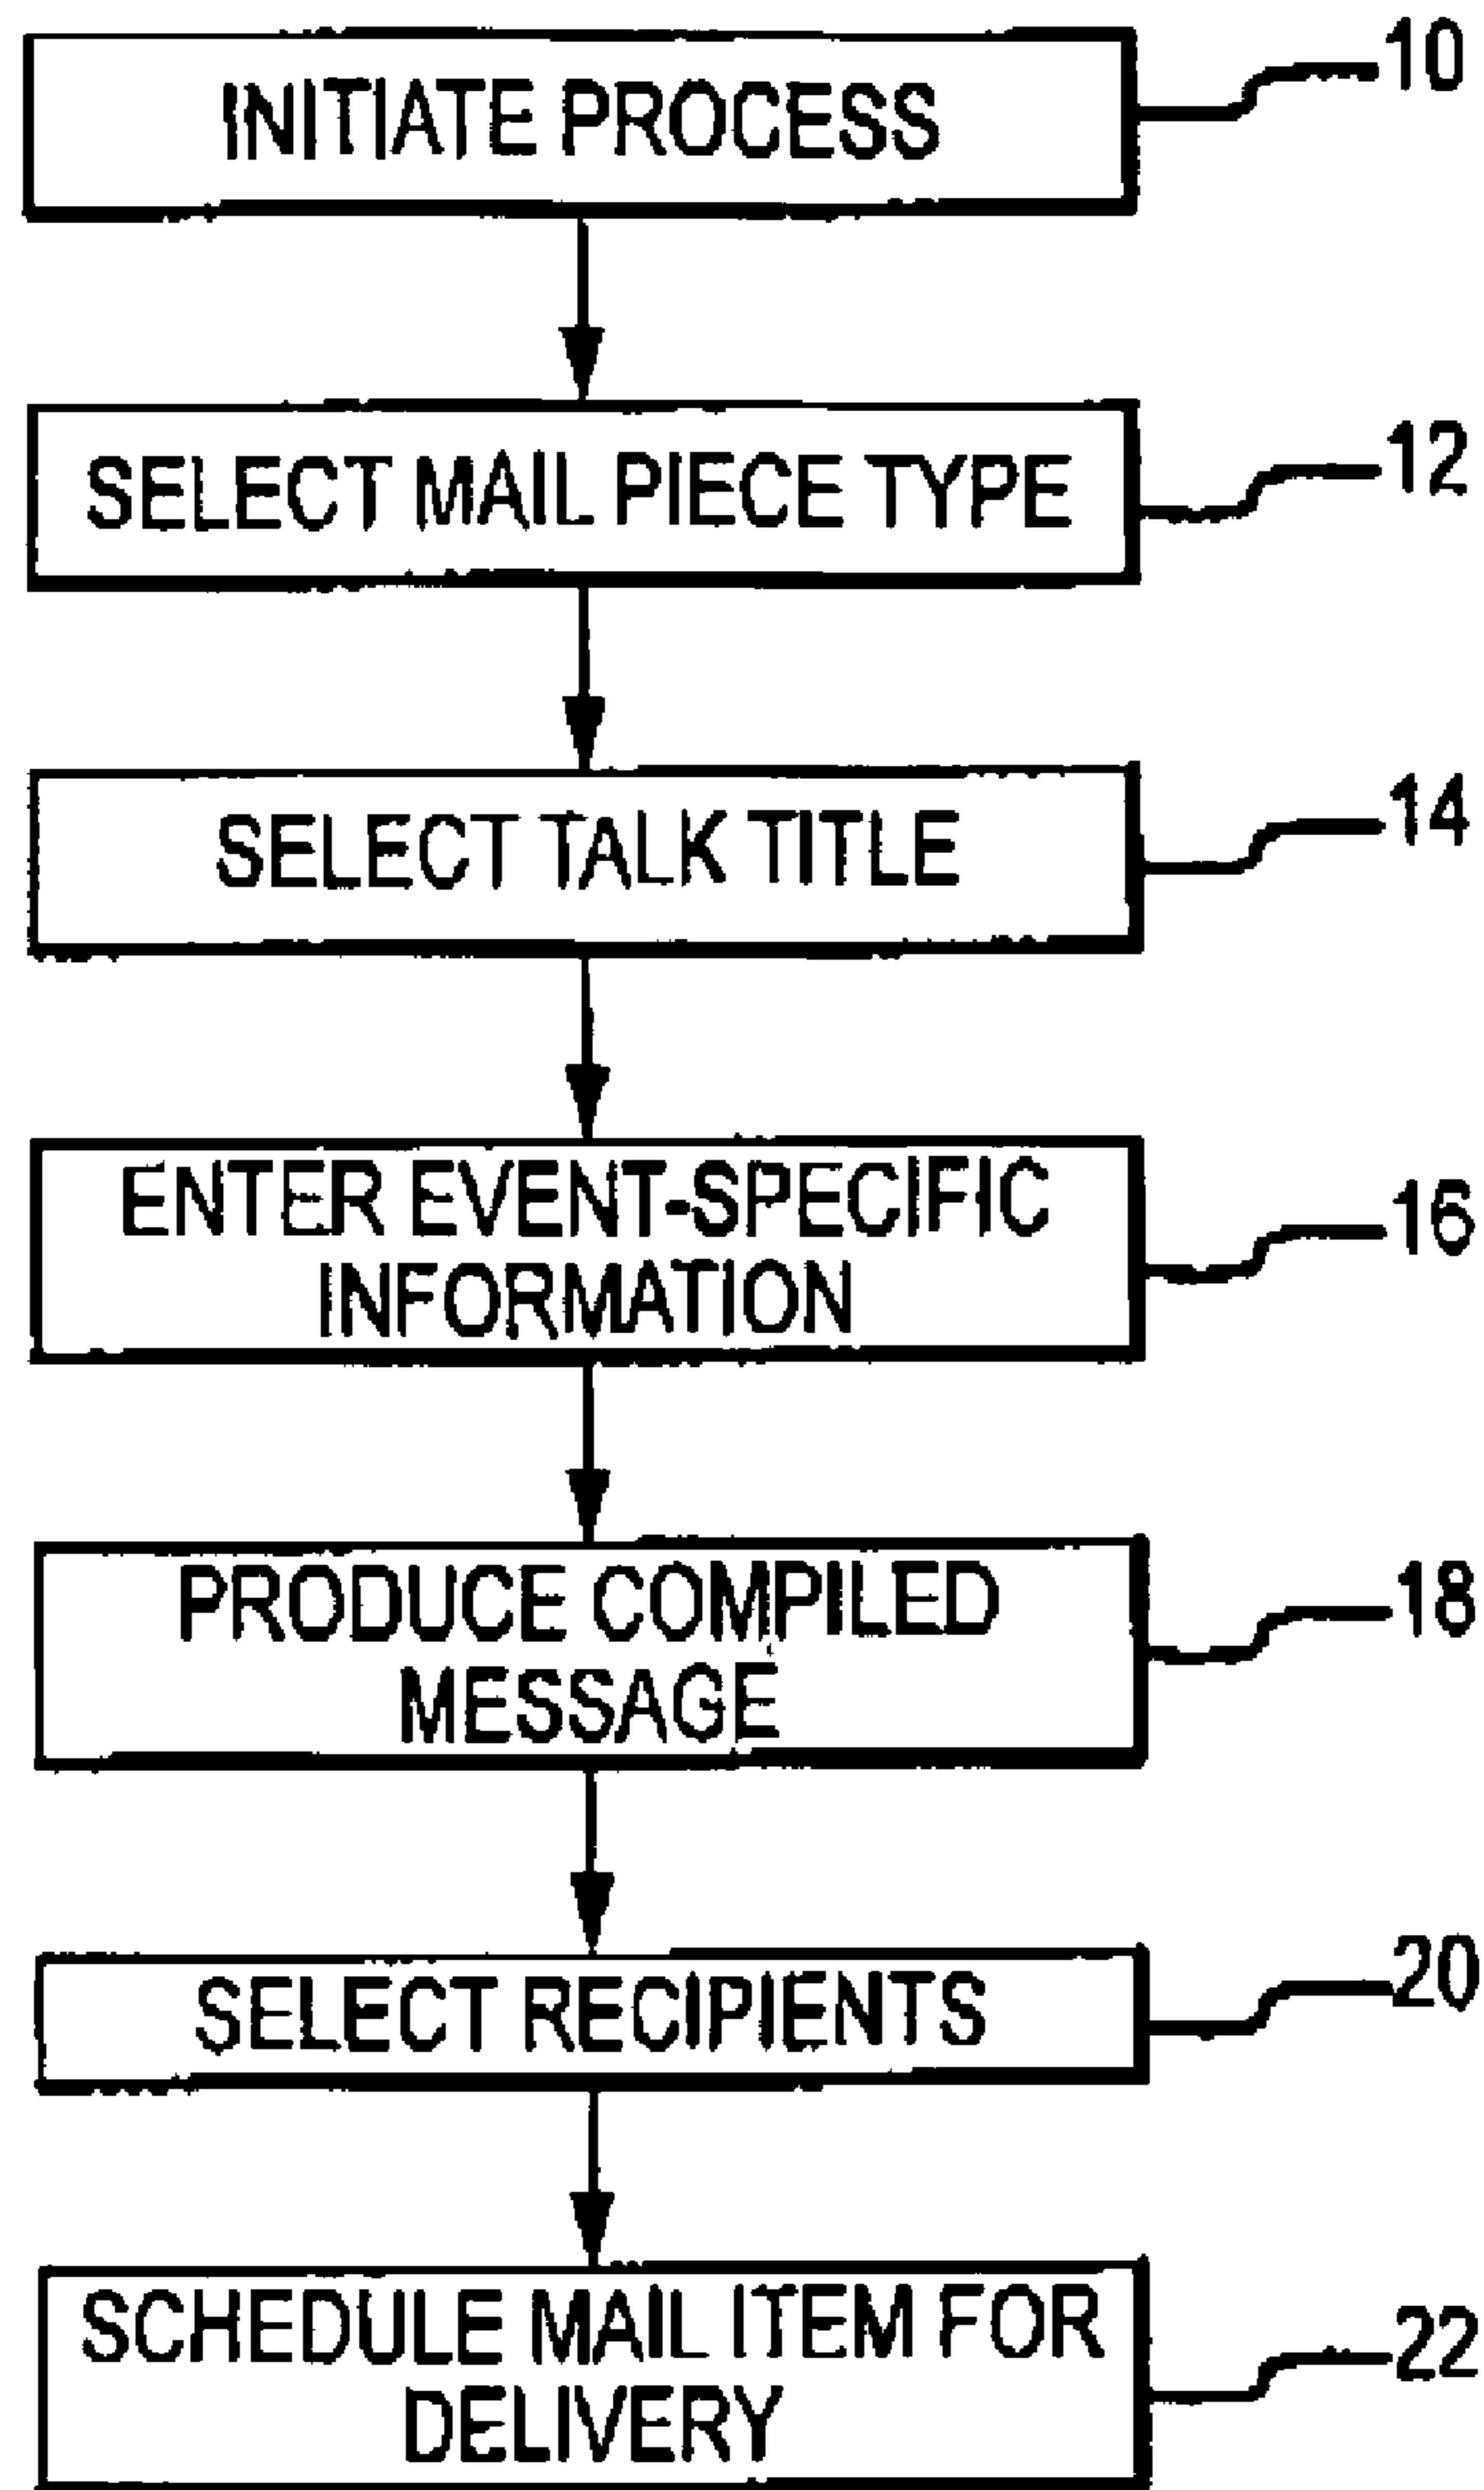 INITIATE PROCESS
10
SELECT MAIL PIECE TYPE
12
SELECT TALK TITLE
14
ENTER EVENT-SPECIFIC
INFORMATION
16
PRODUCE COMPILED
MESSAGE
18
SELECT RECIPIENTS
20
SCHEDULE MAIL ITEM FOR
DELIVERY
22